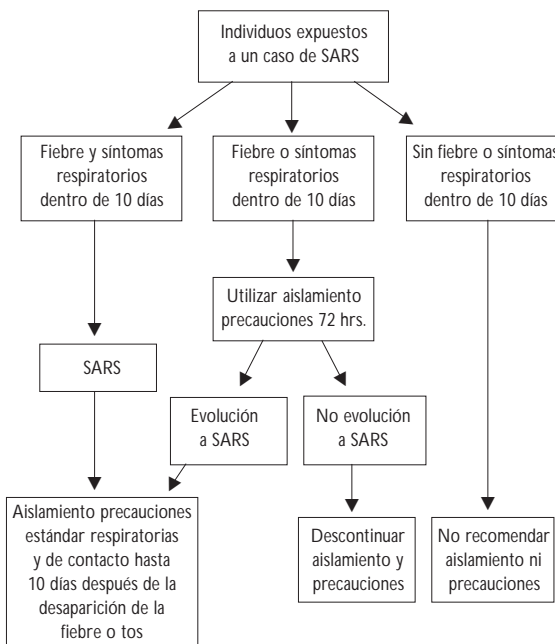 Individuos expuestos
a un caso de SARS
Fiebre y síntomas
respiratorios
dentro de 10 días
Fiebre o síntomas
respiratorios
dentro de 10 días
Sin fiebre o síntomas
respiratorios
dentro de 10 días
Utilizar aislamiento
precauciones 72 hrs.
SARS
Evolución
a SARS
No evolución
a SARS
Aislamiento precauciones
estándar respiratorias
y de contacto hasta
10 días después de la
desaparición de la
fiebre o tos
Descontinuar
aislamiento y
precauciones
No recomendar
aislamiento ni
precauciones